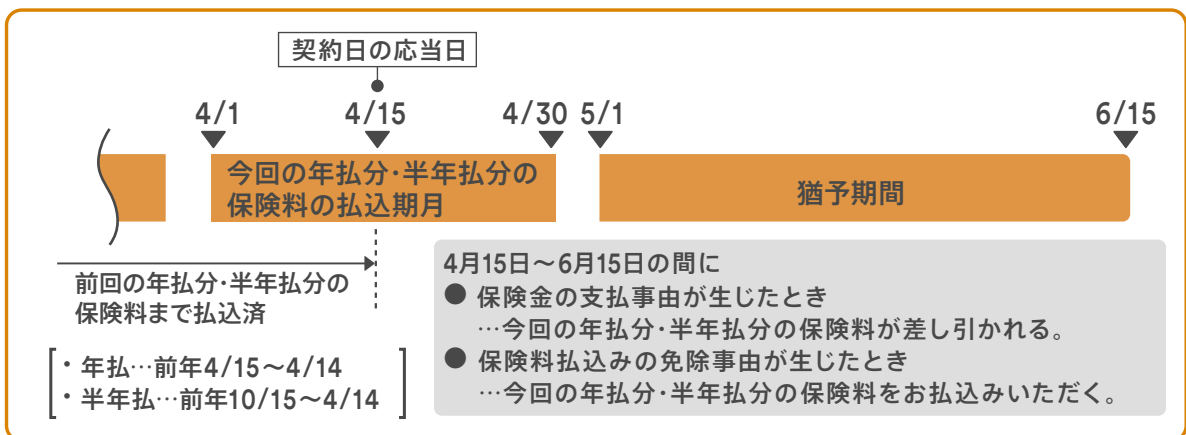 契約日の応当日
4/1
4/15
4/30
5/1
6/15
今回の年払分･半年払分の
保険料の払込期月
猶予期間
前回の年払分･半年払分の
保険料まで払込済
・年払…前年4/15～4/14
・半年払…前年10/15～4/14
4月15日～6月15日の間に
● 保険金の支払事由が生じたとき
…今回の年払分･半年払分の保険料が差し引かれる。
● 保険料払込みの免除事由が生じたとき
…今回の年払分･半年払分の保険料をお払込みいただく。